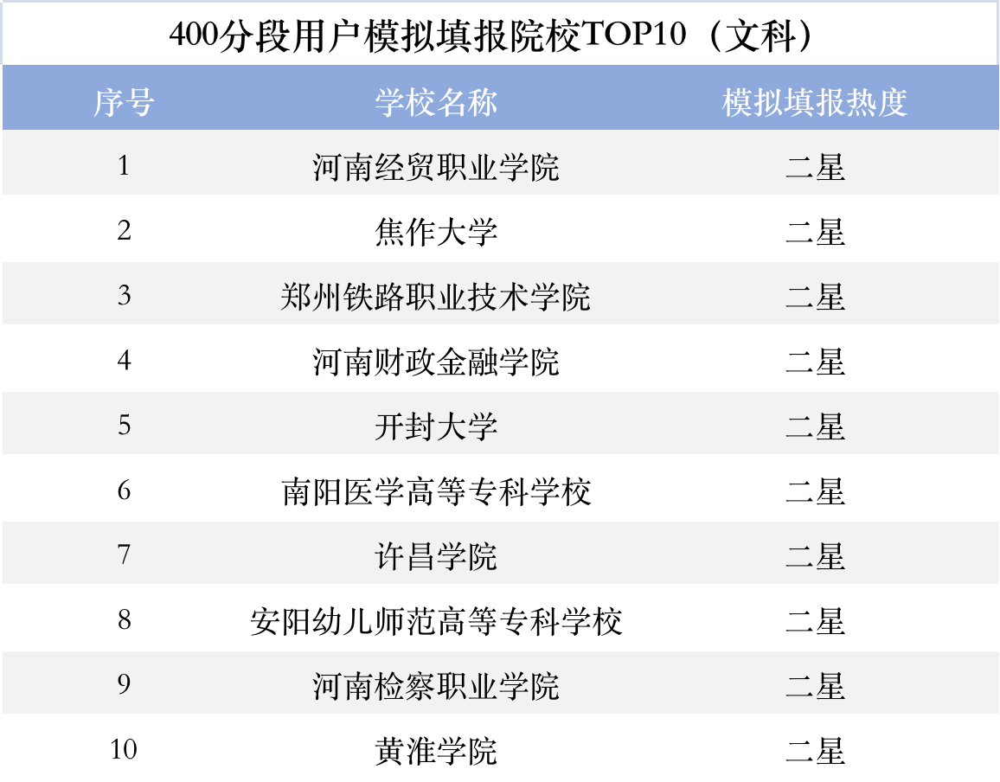 400分段用户模拟填报院校TOP10（文科）
序号 学校名称 模拟填报热度
1 河南经贸职业学院 二星
2 焦作大学 二星
3 郑州铁路职业技术学院 二星
4 河南财政金融学院 二星
5 开封大学 二星
6 南阳医学高等专科学校 二星
7 许昌学院 二星
8 安阳幼儿师范高等专科学校 二星
9 河南检察职业学院 二星
10 黄淮学院 二星